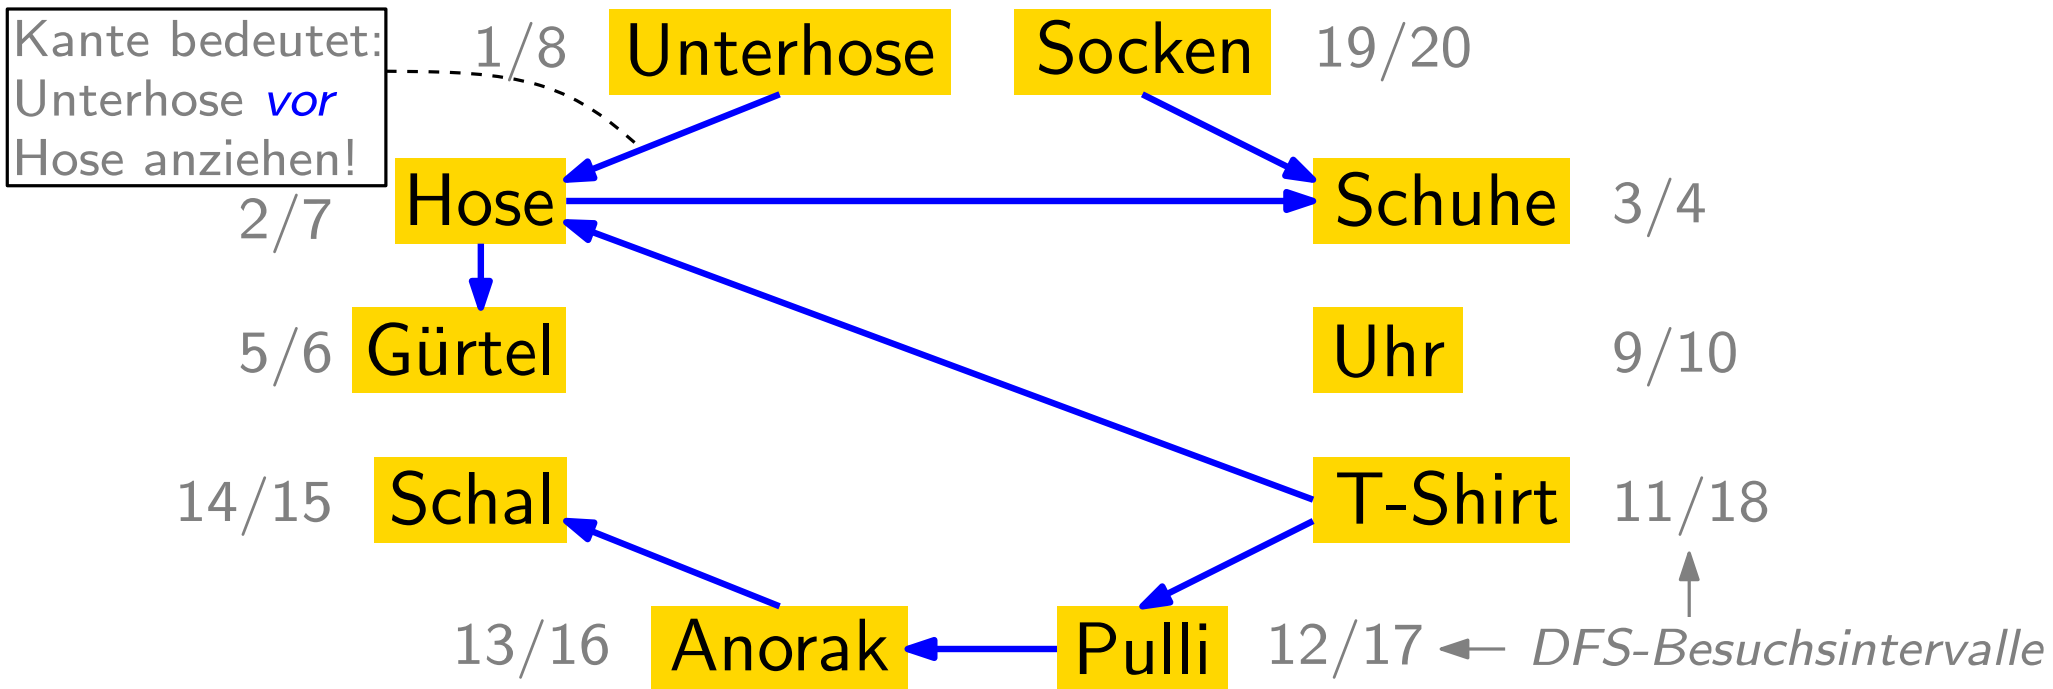 Kante bedeutet:
Unterhose vor
Hose anziehen!
1/8
Unterhose
Socken
19/20
2/7
Hose
Schuhe
3/4
5/6
Gürtel
Uhr
9/10
14/15
Schal
T-Shirt
11/18
13/16
Anorak
Pulli
12/17
DFS-Besuchsintervalle